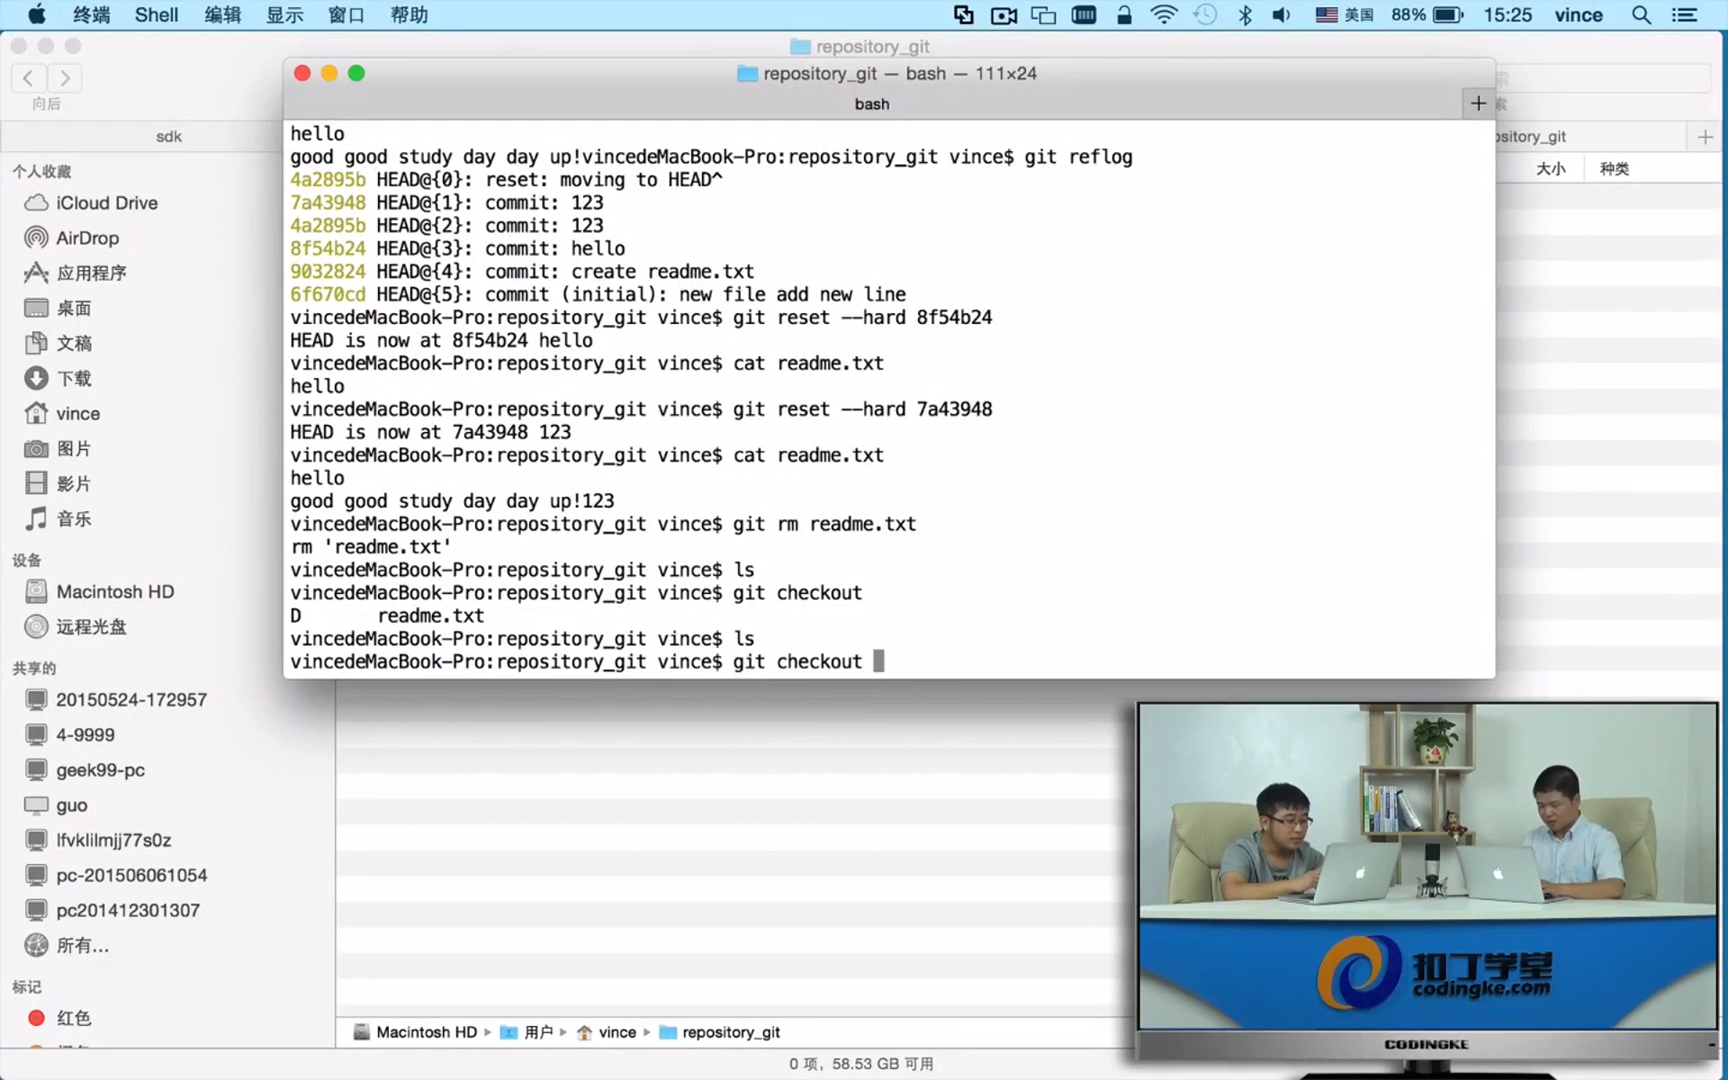 终端 Shell 编辑 显示 窗口 帮助 美国 88% 15:25 vince
repository_git
向后
repository_git — bash — 111×24
bash
+
sdk
大小 种类
个人收藏
iCloud Drive
AirDrop
应用程序
桌面
文稿
下载
vince
图片
影片
音乐
设备
Macintosh HD
远程光盘
共享的
20150524-172957
4-9999
geek99-pc
guo
lfvklilmjj77s0z
pc-201506061054
pc201412301307
所有...
标记
红色
hello
good good study day day up!vincedeMacBook-Pro:repository_git vince$ git reflog
4a2895b HEAD@{0}: reset: moving to HEAD^
7a43948 HEAD@{1}: commit: 123
4a2895b HEAD@{2}: commit: 123
8f54b24 HEAD@{3}: commit: hello
9032824 HEAD@{4}: commit: create readme.txt
6f670cd HEAD@{5}: commit (initial): new file add new line
vincedeMacBook-Pro:repository_git vince$ git reset --hard 8f54b24
HEAD is now at 8f54b24 hello
vincedeMacBook-Pro:repository_git vince$ cat readme.txt
hello
vincedeMacBook-Pro:repository_git vince$ git reset --hard 7a43948
HEAD is now at 7a43948 123
vincedeMacBook-Pro:repository_git vince$ cat readme.txt
hello
good good study day day up!123
vincedeMacBook-Pro:repository_git vince$ git rm readme.txt
rm 'readme.txt'
vincedeMacBook-Pro:repository_git vince$ ls
vincedeMacBook-Pro:repository_git vince$ git checkout
D readme.txt
vincedeMacBook-Pro:repository_git vince$ ls
vincedeMacBook-Pro:repository_git vince$ git checkout
扣丁学堂
codingke.com
CODINGKE
Macintosh HD ▸ 用户 ▸ vince ▸ repository_git
0 项，58.53 GB 可用